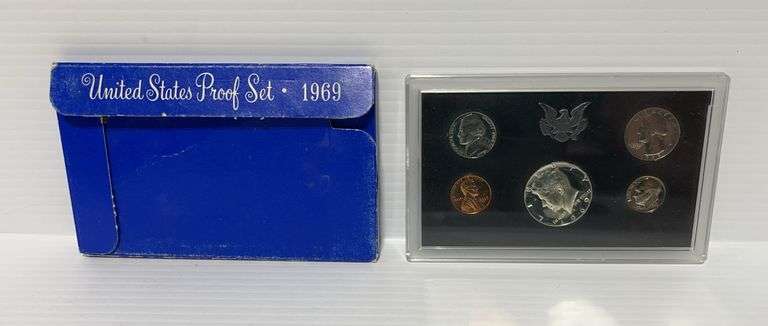 United States Proof Set • 1969